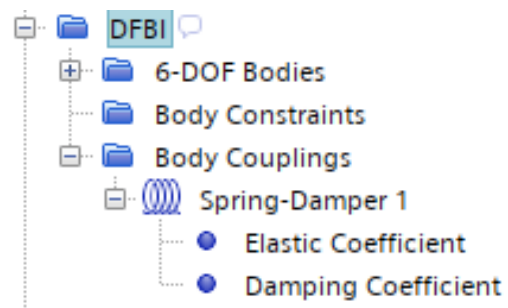 DFBI
6-DOF Bodies
Body Constraints
Body Couplings
Spring-Damper 1
Elastic Coefficient
Damping Coefficient